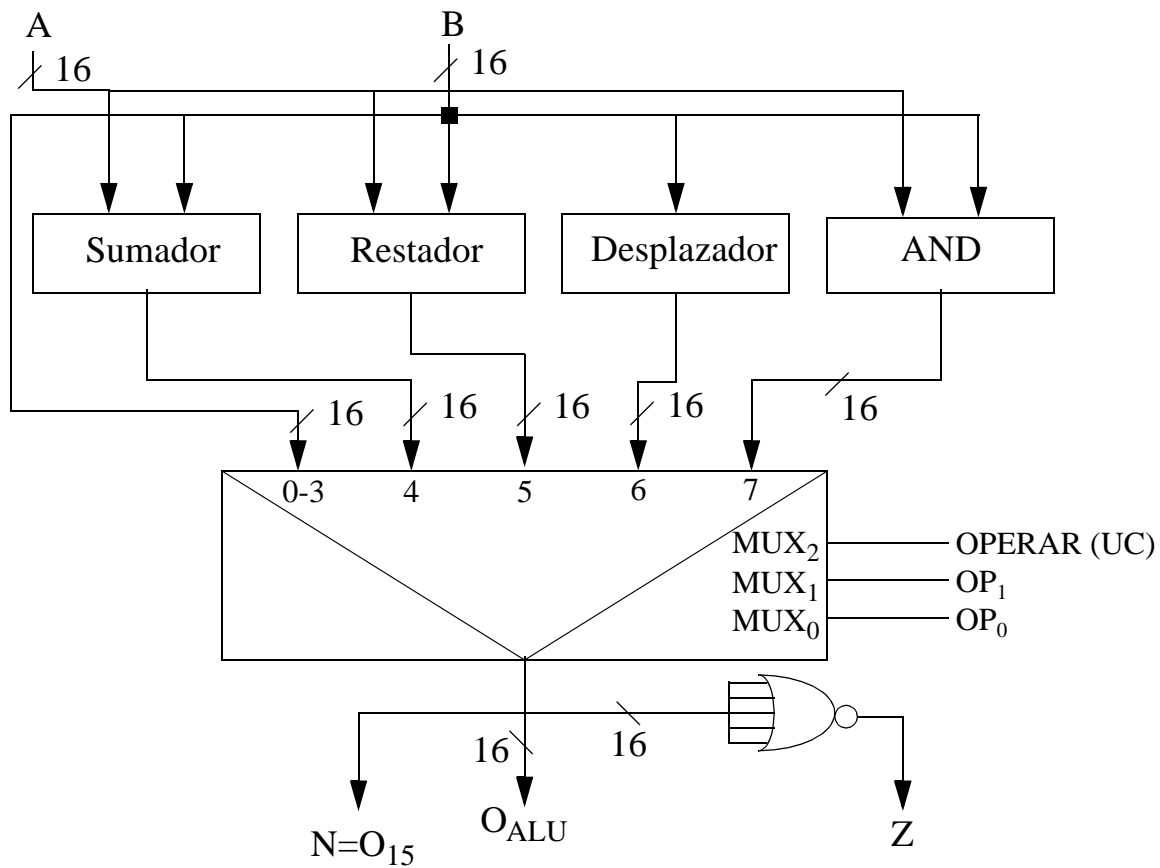 A
B
16
16
Sumador
Restador
Desplazador
AND
16
16
16
16
16
0-3
4
5
6
7
MUX2
OPERAR (UC)
MUX1
OP1
MUX0
OP0
16
16
N=O15
OALU
Z